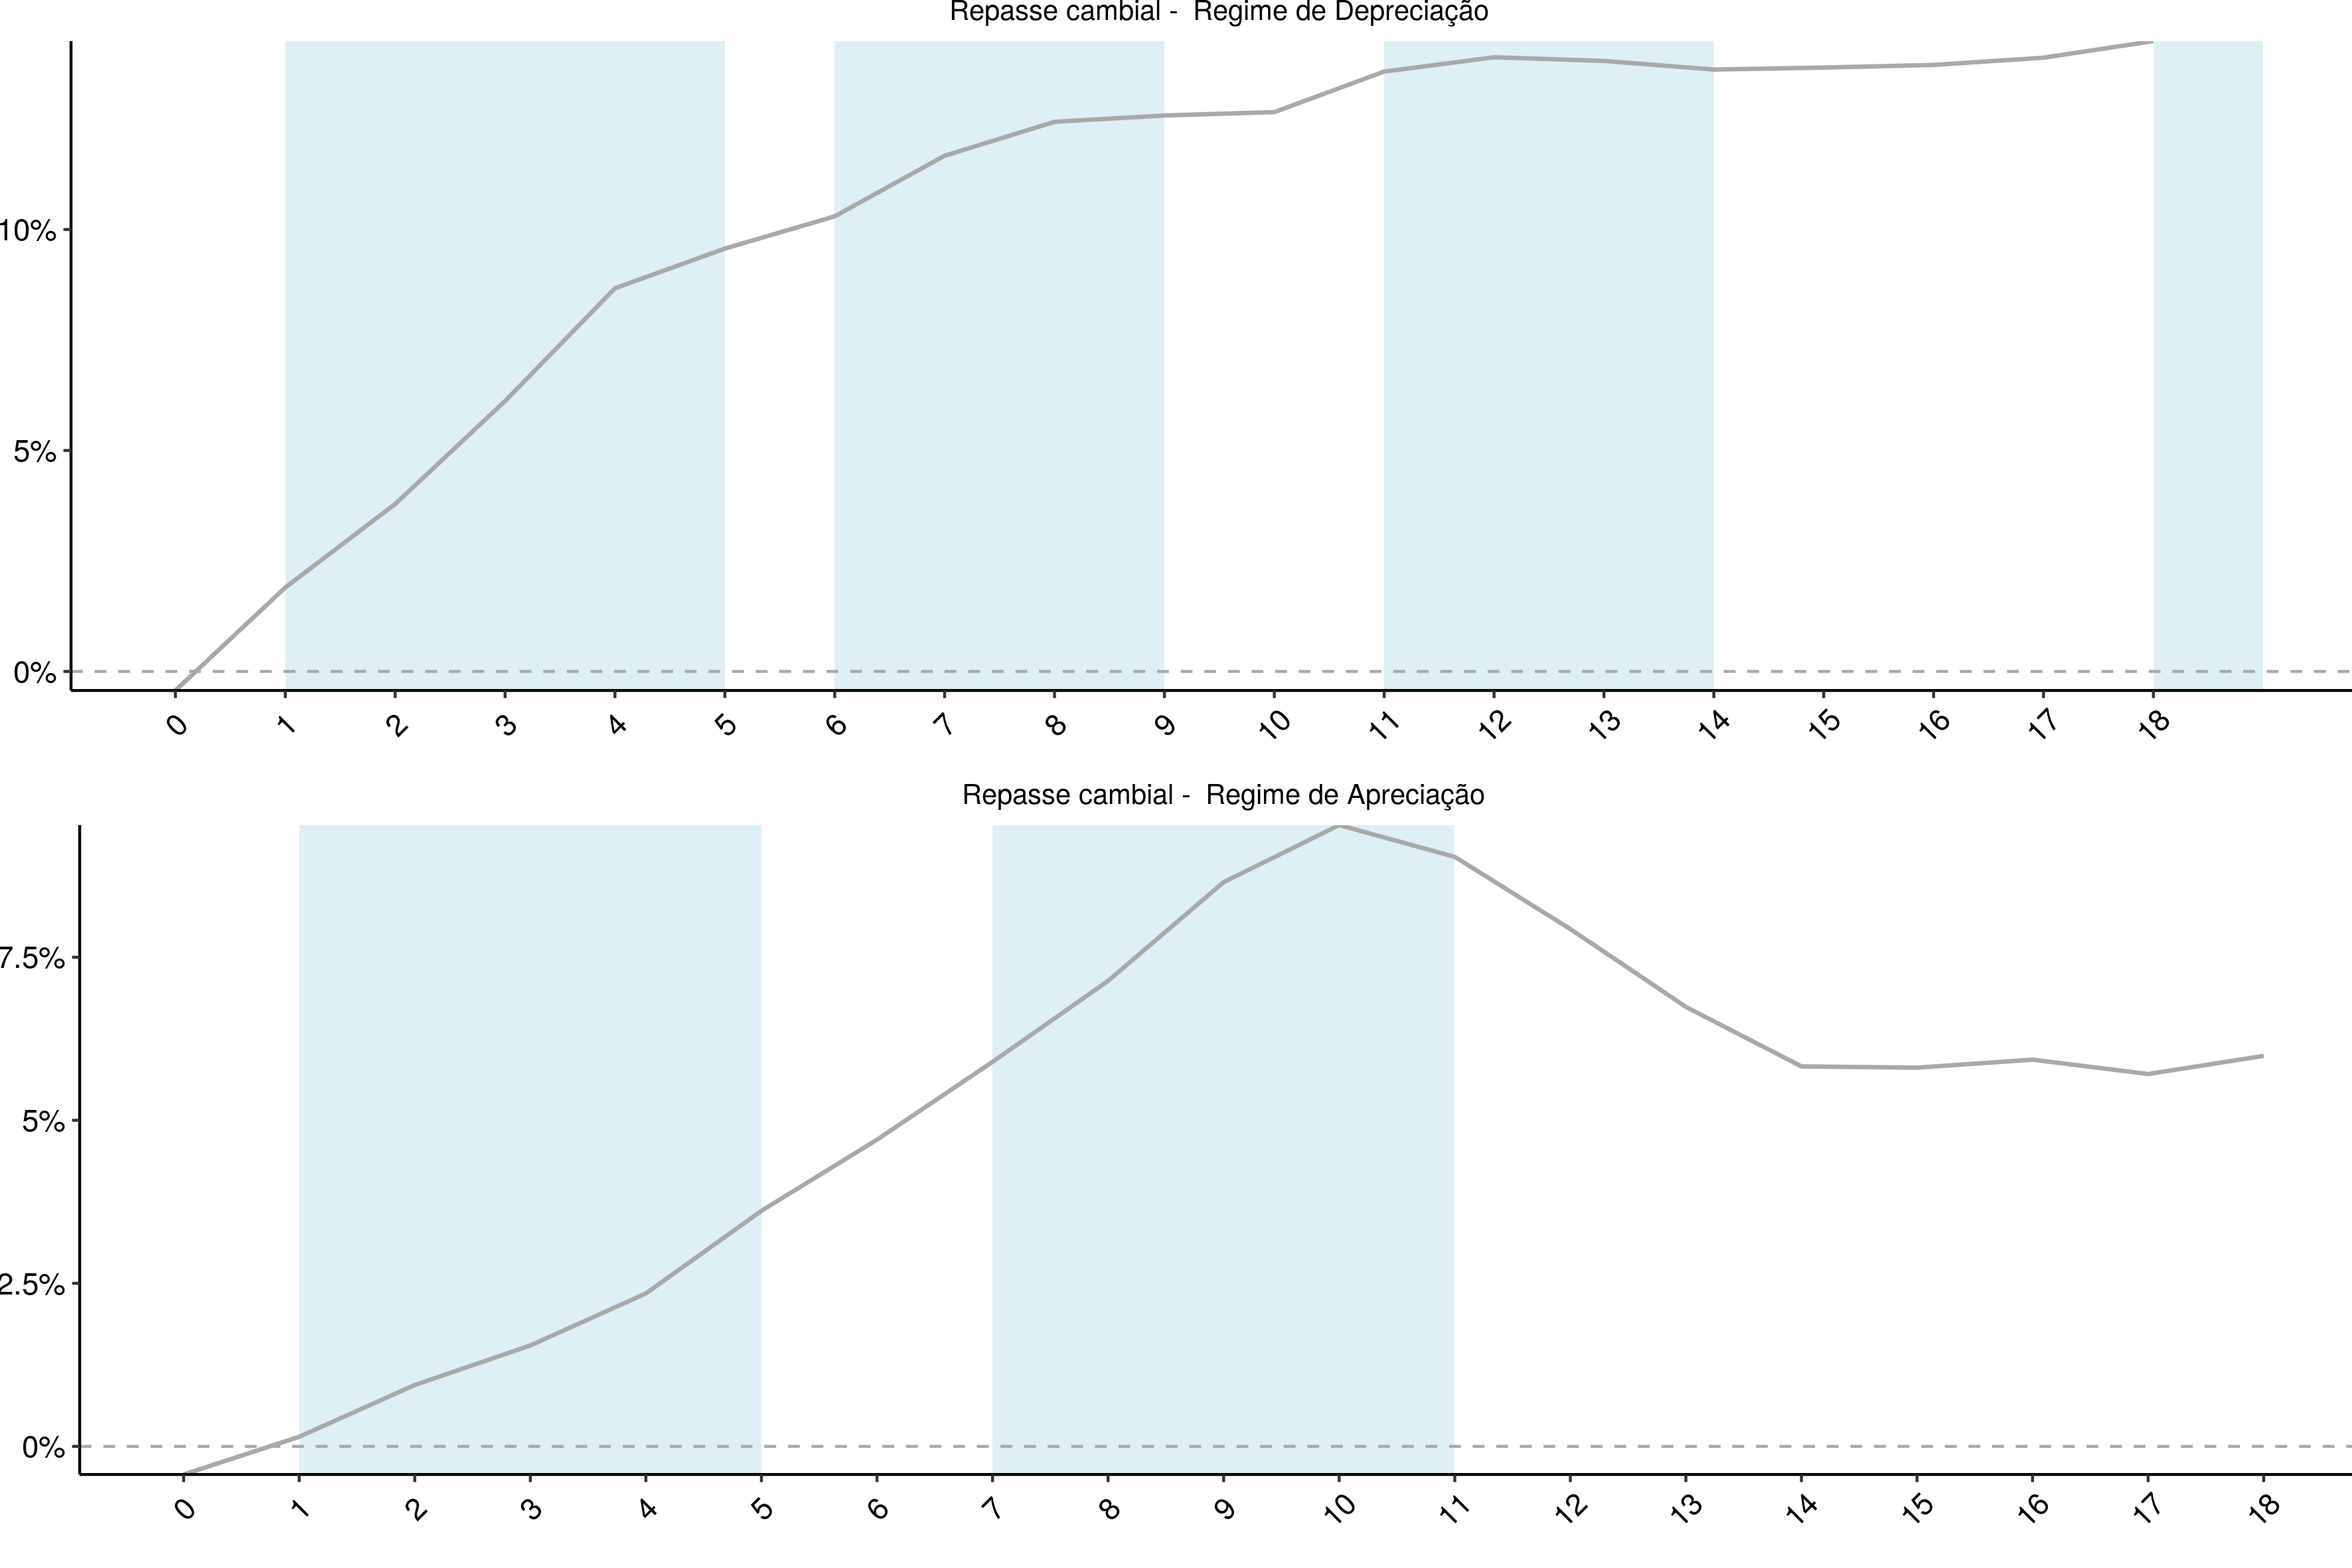 Repasse cambial -  Regime de Depreciação
10%
5%
0%
0 1 2 3 4 5 6 7 8 9 10 11 12 13 14 15 16 17 18
Repasse cambial -  Regime de Apreciação
7.5%
5%
2.5%
0%
0 1 2 3 4 5 6 7 8 9 10 11 12 13 14 15 16 17 18